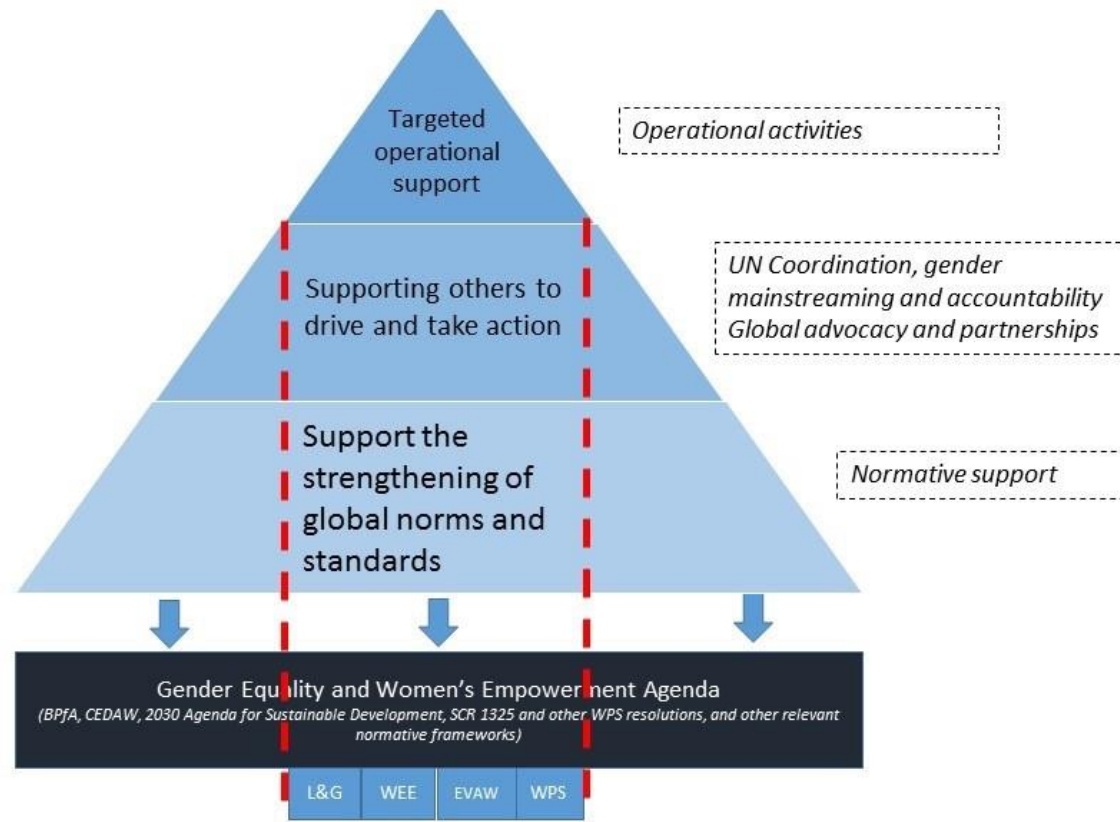 Targeted
operational
support
Operational activities
Supporting others to
drive and take action
UN Coordination, gender
mainstreaming and accountability
Global advocacy and partnerships
Support the
strengthening of
global norms and
standards
Normative support
Gender Equality and Women's Empowerment Agenda
(BPfA, CEDAW, 2030 Agenda for Sustainable Development, SCR 1325 and other WPS resolutions, and other relevant
normative frameworks)
L&G WEE EVAW WPS